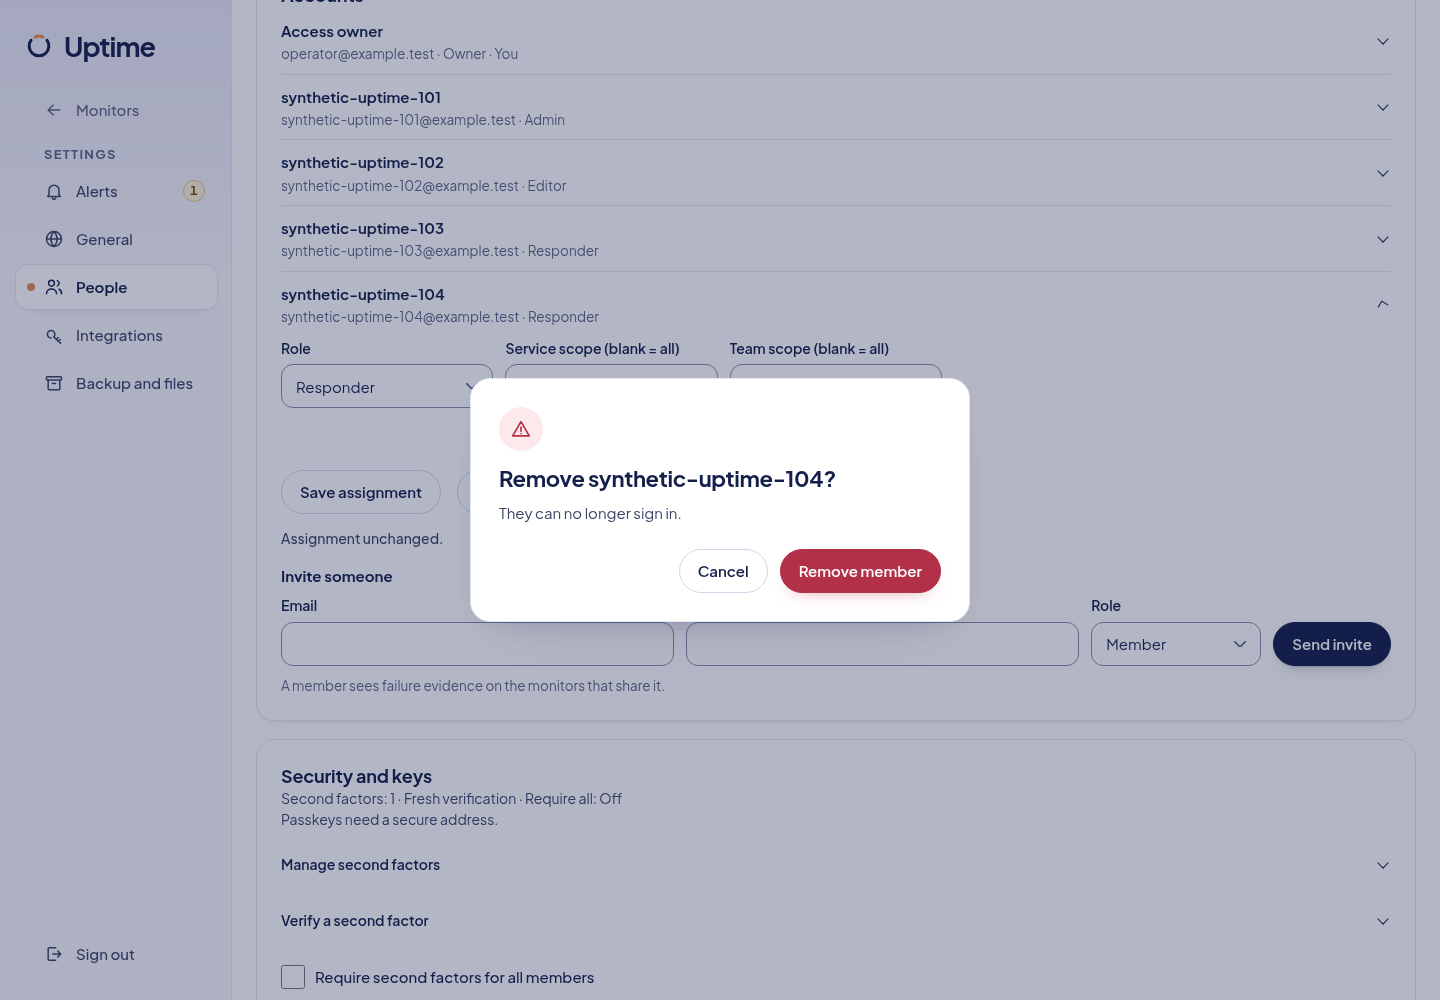 Uptime
Monitors
SETTINGS
Alerts 1
General
People
Integrations
Backup and files
Sign out
Accounts
Access owner
operator@example.test · Owner · You
synthetic-uptime-101
synthetic-uptime-101@example.test · Admin
synthetic-uptime-102
synthetic-uptime-102@example.test · Editor
synthetic-uptime-103
synthetic-uptime-103@example.test · Responder
synthetic-uptime-104
synthetic-uptime-104@example.test · Responder
Role Service scope (blank = all) Team scope (blank = all)
Responder
Save assignment
Assignment unchanged.
Remove synthetic-uptime-104?
They can no longer sign in.
Cancel Remove member
Invite someone
Email Role
Member Send invite
A member sees failure evidence on the monitors that share it.
Security and keys
Second factors: 1 · Fresh verification · Require all: Off
Passkeys need a secure address.
Manage second factors
Verify a second factor
Require second factors for all members